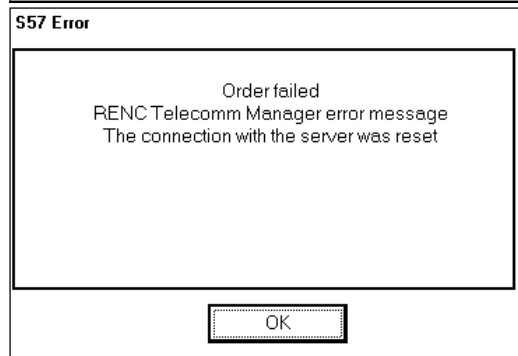 S57 Error
Order failed
RENC Telecomm Manager error message
The connection with the server was reset
OK